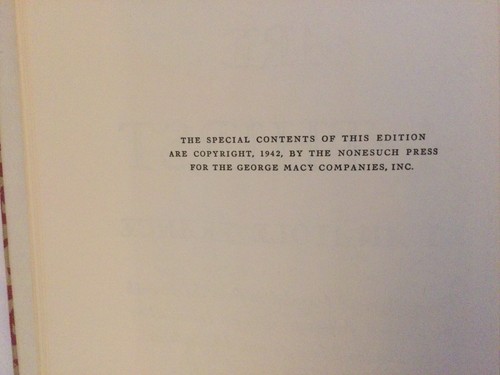 THE SPECIAL CONTENTS OF THIS EDITION
ARE COPYRIGHT, 1942, BY THE NONESUCH PRESS
FOR THE GEORGE MACY COMPANIES, INC.